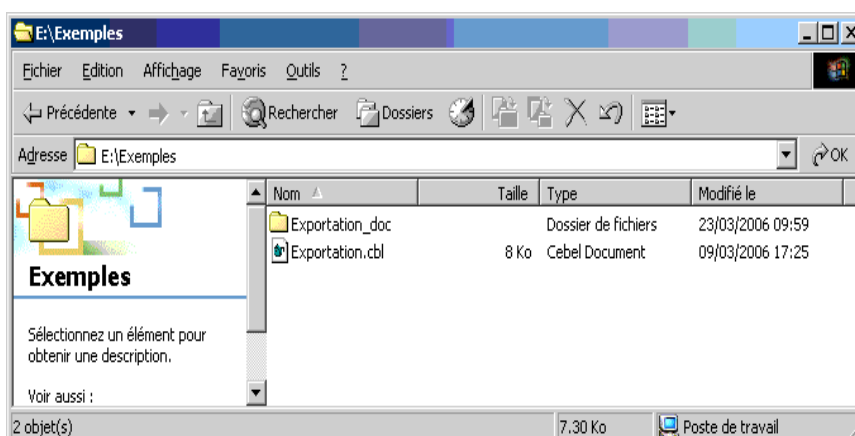 E:\Exemples
Fichier Edition Affichage Favoris Outils ?
Précédente Rechercher Dossiers
Adresse E:\Exemples OK
Nom Taille Type Modifié le
Exportation_doc Dossier de fichiers 23/03/2006 09:59
Exportation.cbl 8 Ko Cebel Document 09/03/2006 17:25
Exemples
Sélectionnez un élément pour
obtenir une description.
Voir aussi :
2 objet(s) 7.30 Ko Poste de travail